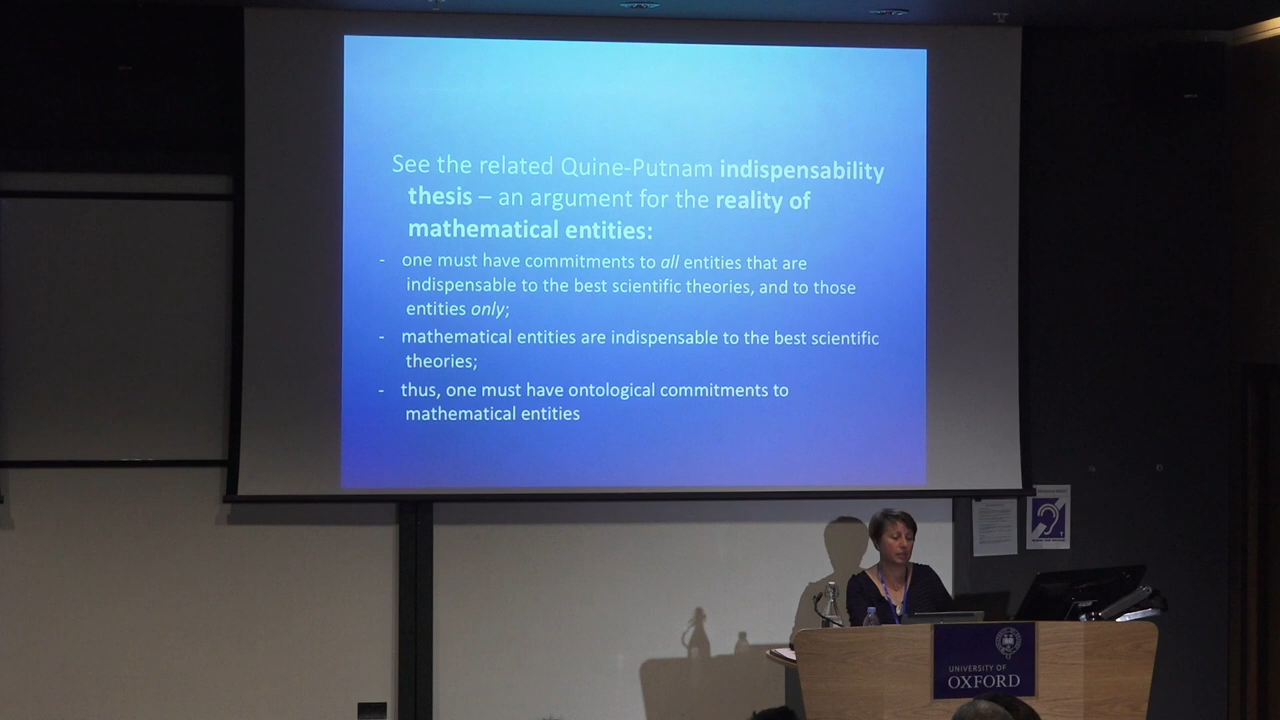 See the related Quine-Putnam indispensability
thesis – an argument for the reality of
mathematical entities:
- one must have commitments to all entities that are
indispensable to the best scientific theories, and to those
entities only;
- mathematical entities are indispensable to the best scientific
theories;
- thus, one must have ontological commitments to
mathematical entities
UNIVERSITY OF
OXFORD